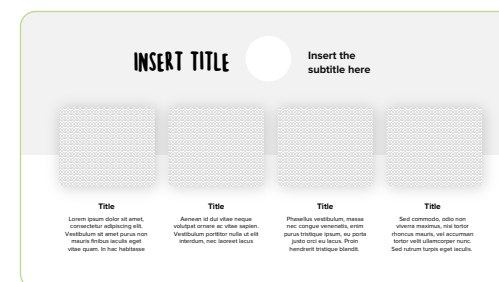 INSERT TITLE
Insert the
subtitle here
Title
Lorem ipsum dolor sit amet,
consectetur adipiscing elit.
Vestibulum sit amet purus non
mauris finibus iaculis eget
vitae quam. In hac habitasse
Title
Aenean id dui vitae neque
volutpat ornare ac vitae sapien.
Vestibulum porttitor nulla ut elit
interdum, nec laoreet lacus
Title
Phasellus vestibulum, massa
nec congue venenatis, enim
purus tristique ipsum, eu porta
justo orci eu lacus. Proin
hendrerit tristique blandit.
Title
Sed commodo, odio non
viverra maximus, nisi tortor
rhoncus mauris, vel accumsan
tortor velit ullamcorper nunc.
Sed rutrum turpis eget iaculis.